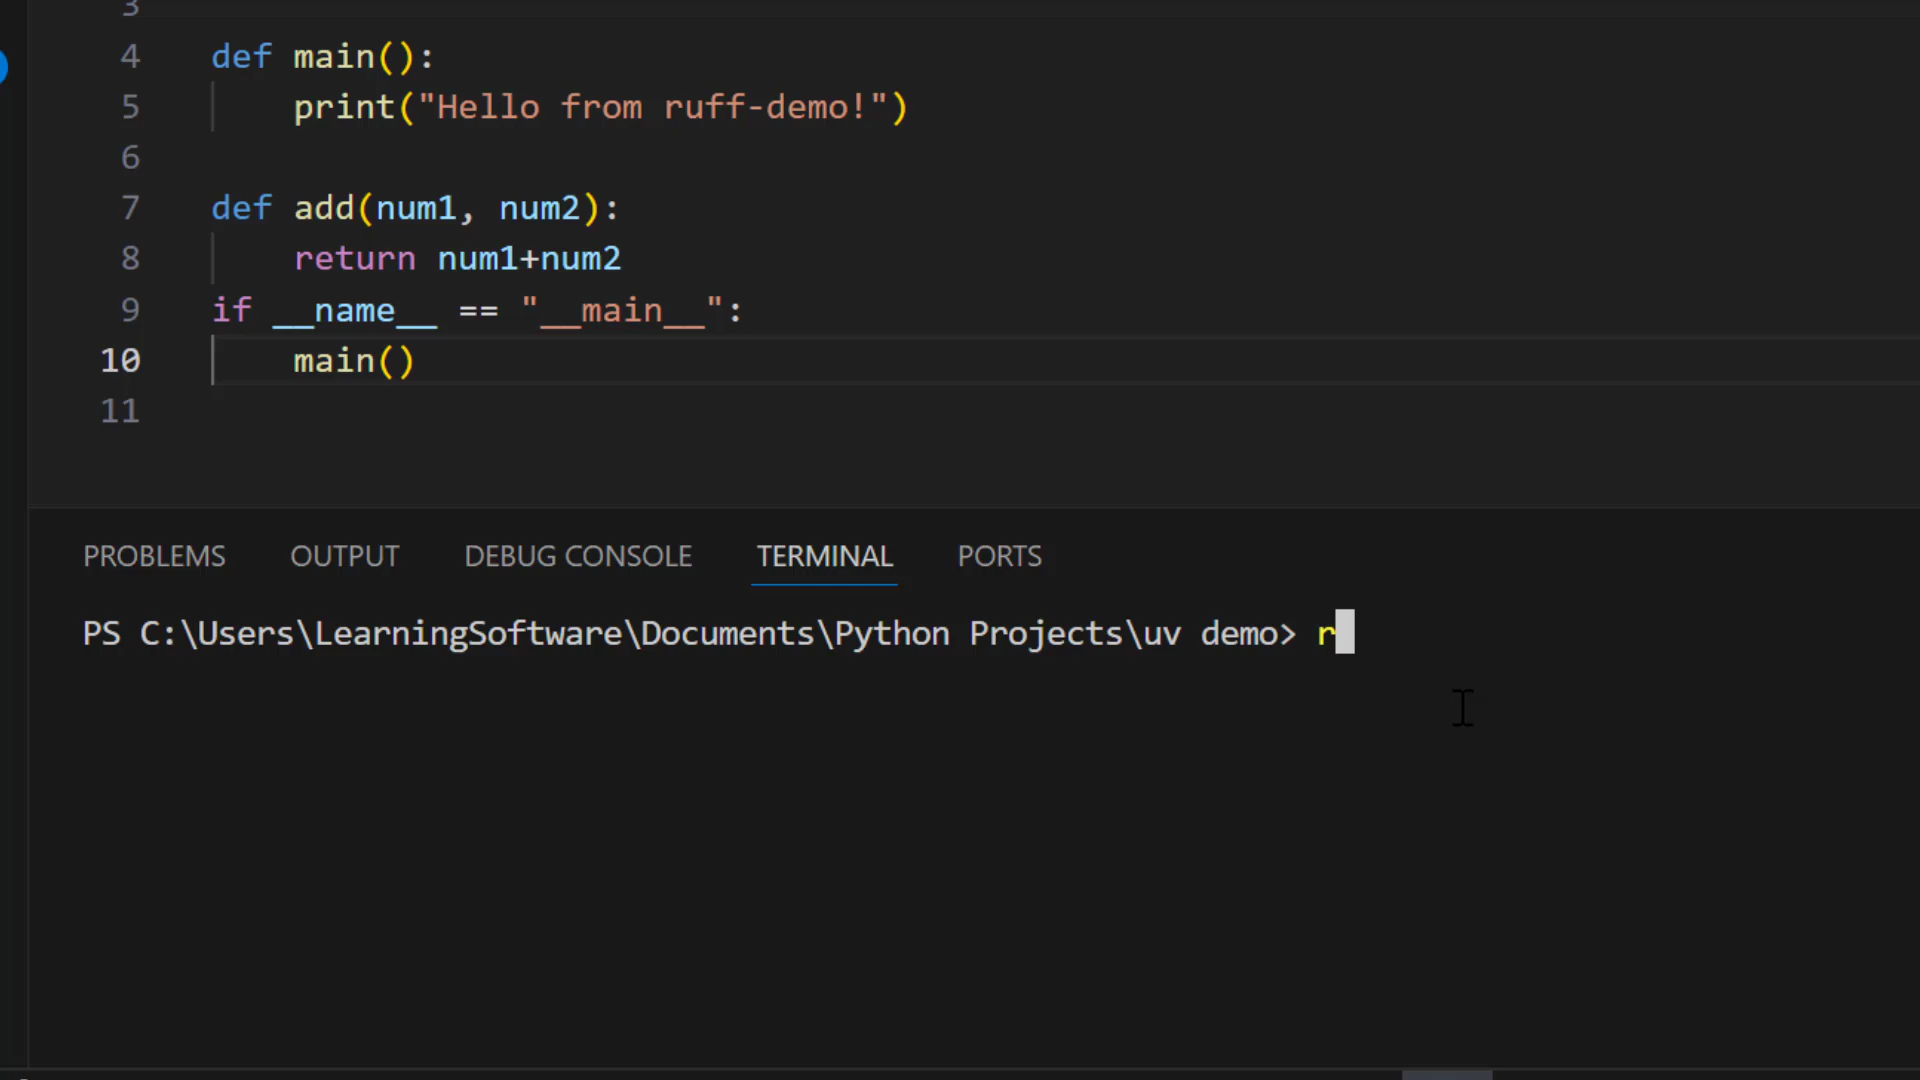 3
4 def main():
5 print("Hello from ruff-demo!")
6
7 def add(num1, num2):
8 return num1+num2
9 if __name__ == "__main__":
10 main()
11
PROBLEMS OUTPUT DEBUG CONSOLE TERMINAL PORTS
PS C:\Users\LearningSoftware\Documents\Python Projects\uv demo> r